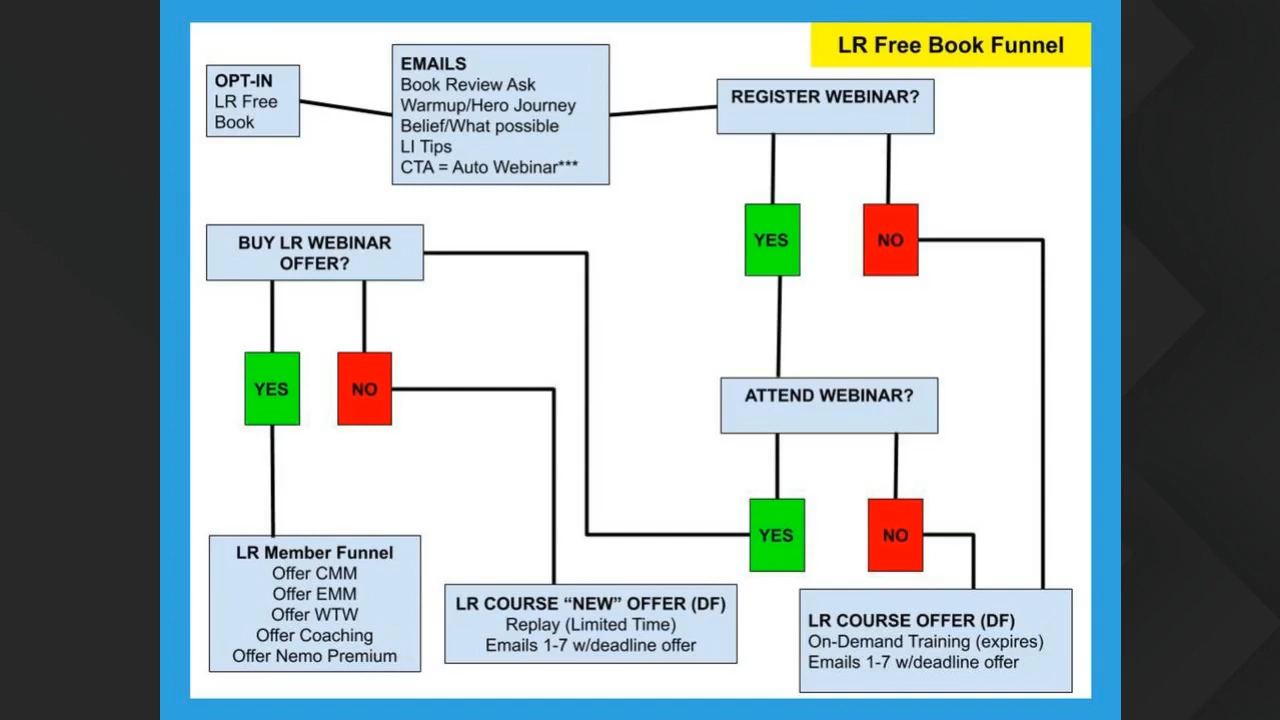 LR Free Book Funnel
OPT-IN
LR Free
Book
EMAILS
Book Review Ask
Warmup/Hero Journey
Belief/What possible
LI Tips
CTA = Auto Webinar***
REGISTER WEBINAR?
YES
NO
BUY LR WEBINAR
OFFER?
YES
NO
ATTEND WEBINAR?
YES
NO
LR Member Funnel
Offer CMM
Offer EMM
Offer WTW
Offer Coaching
Offer Nemo Premium
LR COURSE “NEW” OFFER (DF)
Replay (Limited Time)
Emails 1-7 w/deadline offer
LR COURSE OFFER (DF)
On-Demand Training (expires)
Emails 1-7 w/deadline offer